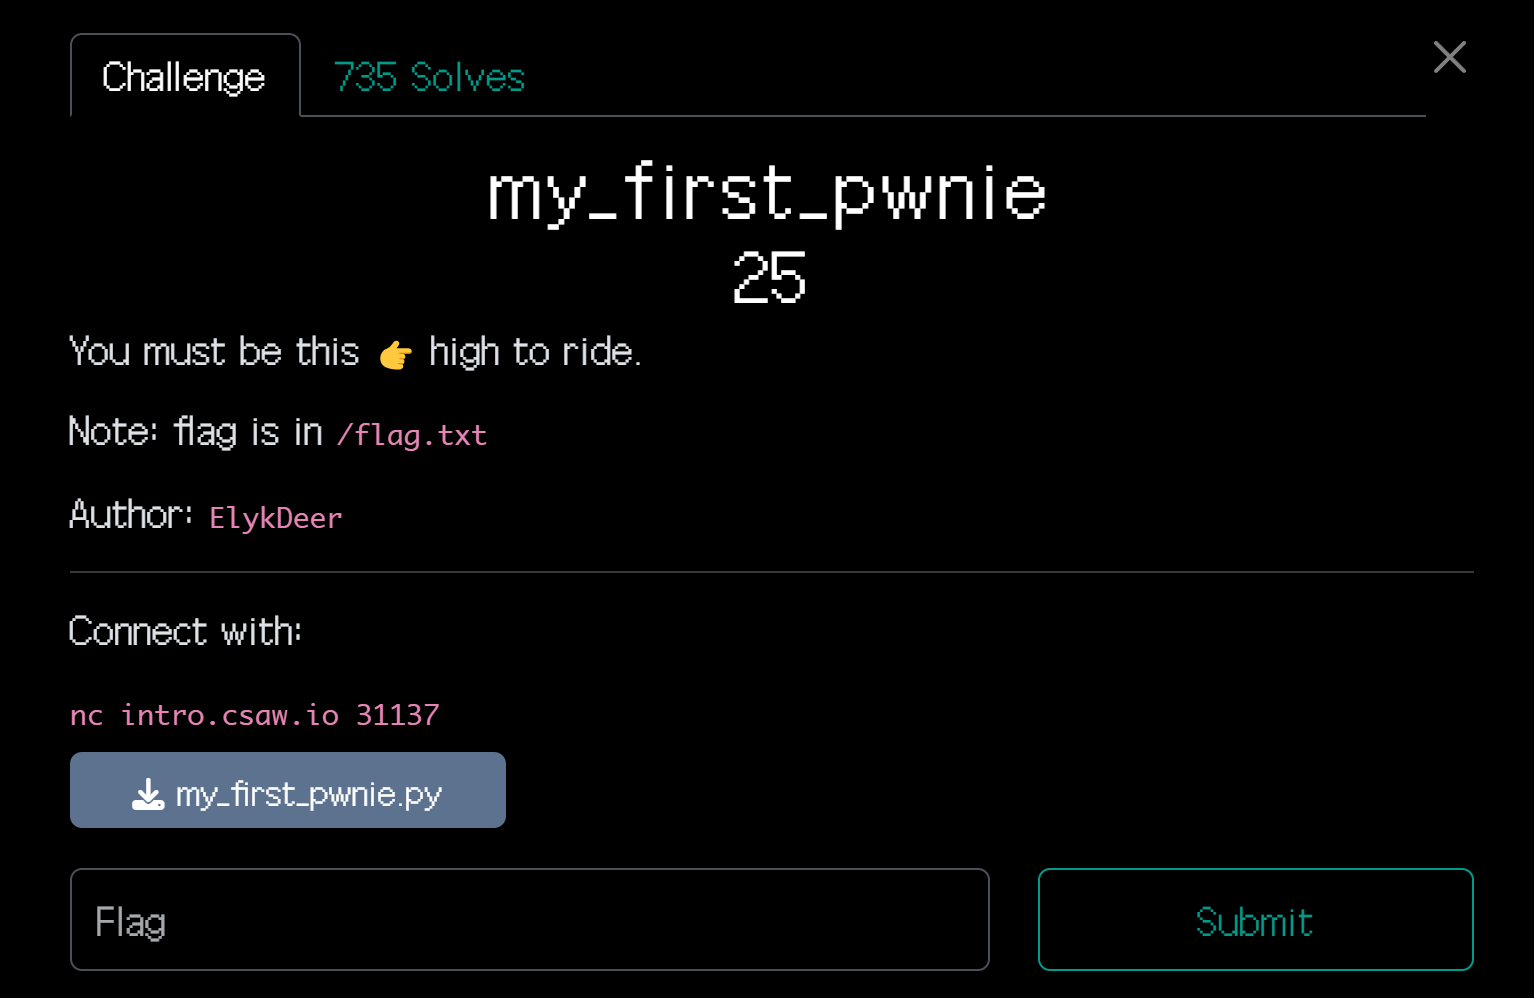 Challenge
735 Solves
my_first_pwnie
25
You must be this 👉 high to ride.
Note: flag is in /flag.txt
Author: ElykDeer
Connect with:
nc intro.csaw.io 31137
my_first_pwnie.py
Flag
Submit